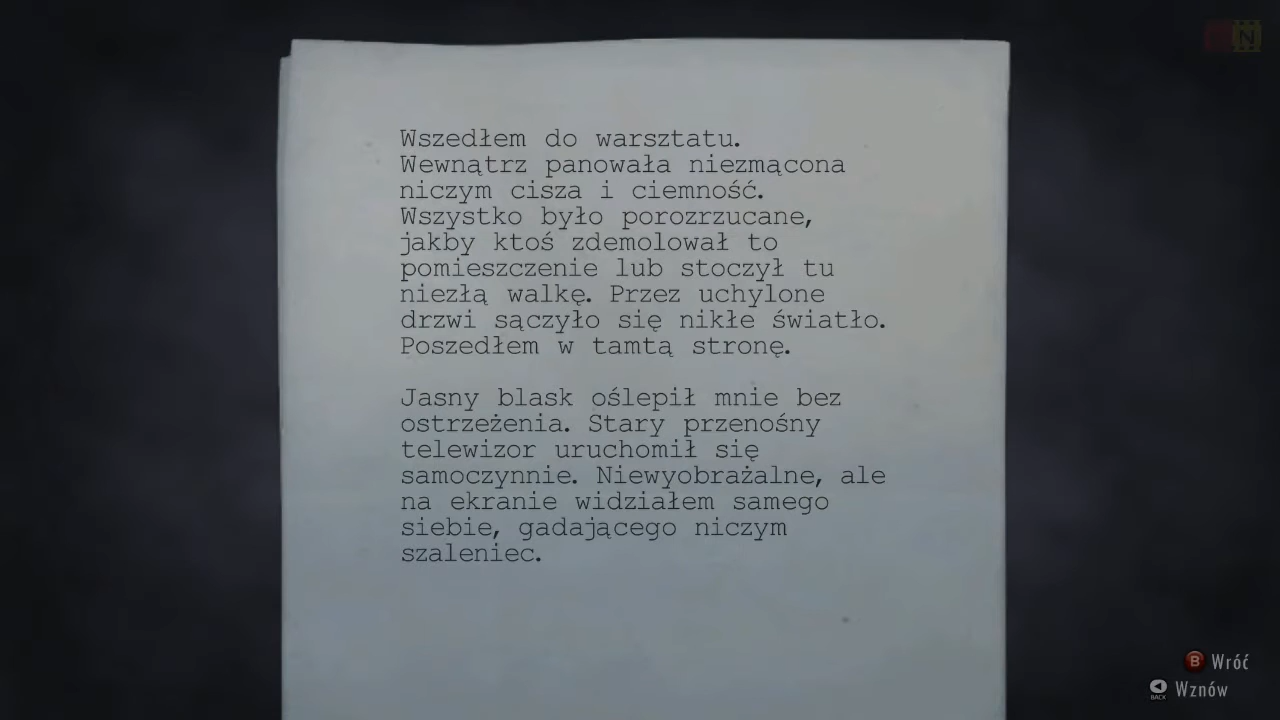 N
Wszedłem do warsztatu.
Wewnątrz panowała niezmącona
niczym cisza i ciemność.
Wszystko było porozrzucane,
jakby ktoś zdemolował to
pomieszczenie lub stoczył tu
niezłą walkę. Przez uchylone
drzwi sączyło się nikłe światło.
Poszedłem w tamtą stronę.
Jasny blask oślepił mnie bez
ostrzeżenia. Stary przenośny
telewizor uruchomił się
samoczynnie. Niewyobrażalne, ale
na ekranie widziałem samego
siebie, gadającego niczym
szaleniec.
B Wróć
BACK Wznów